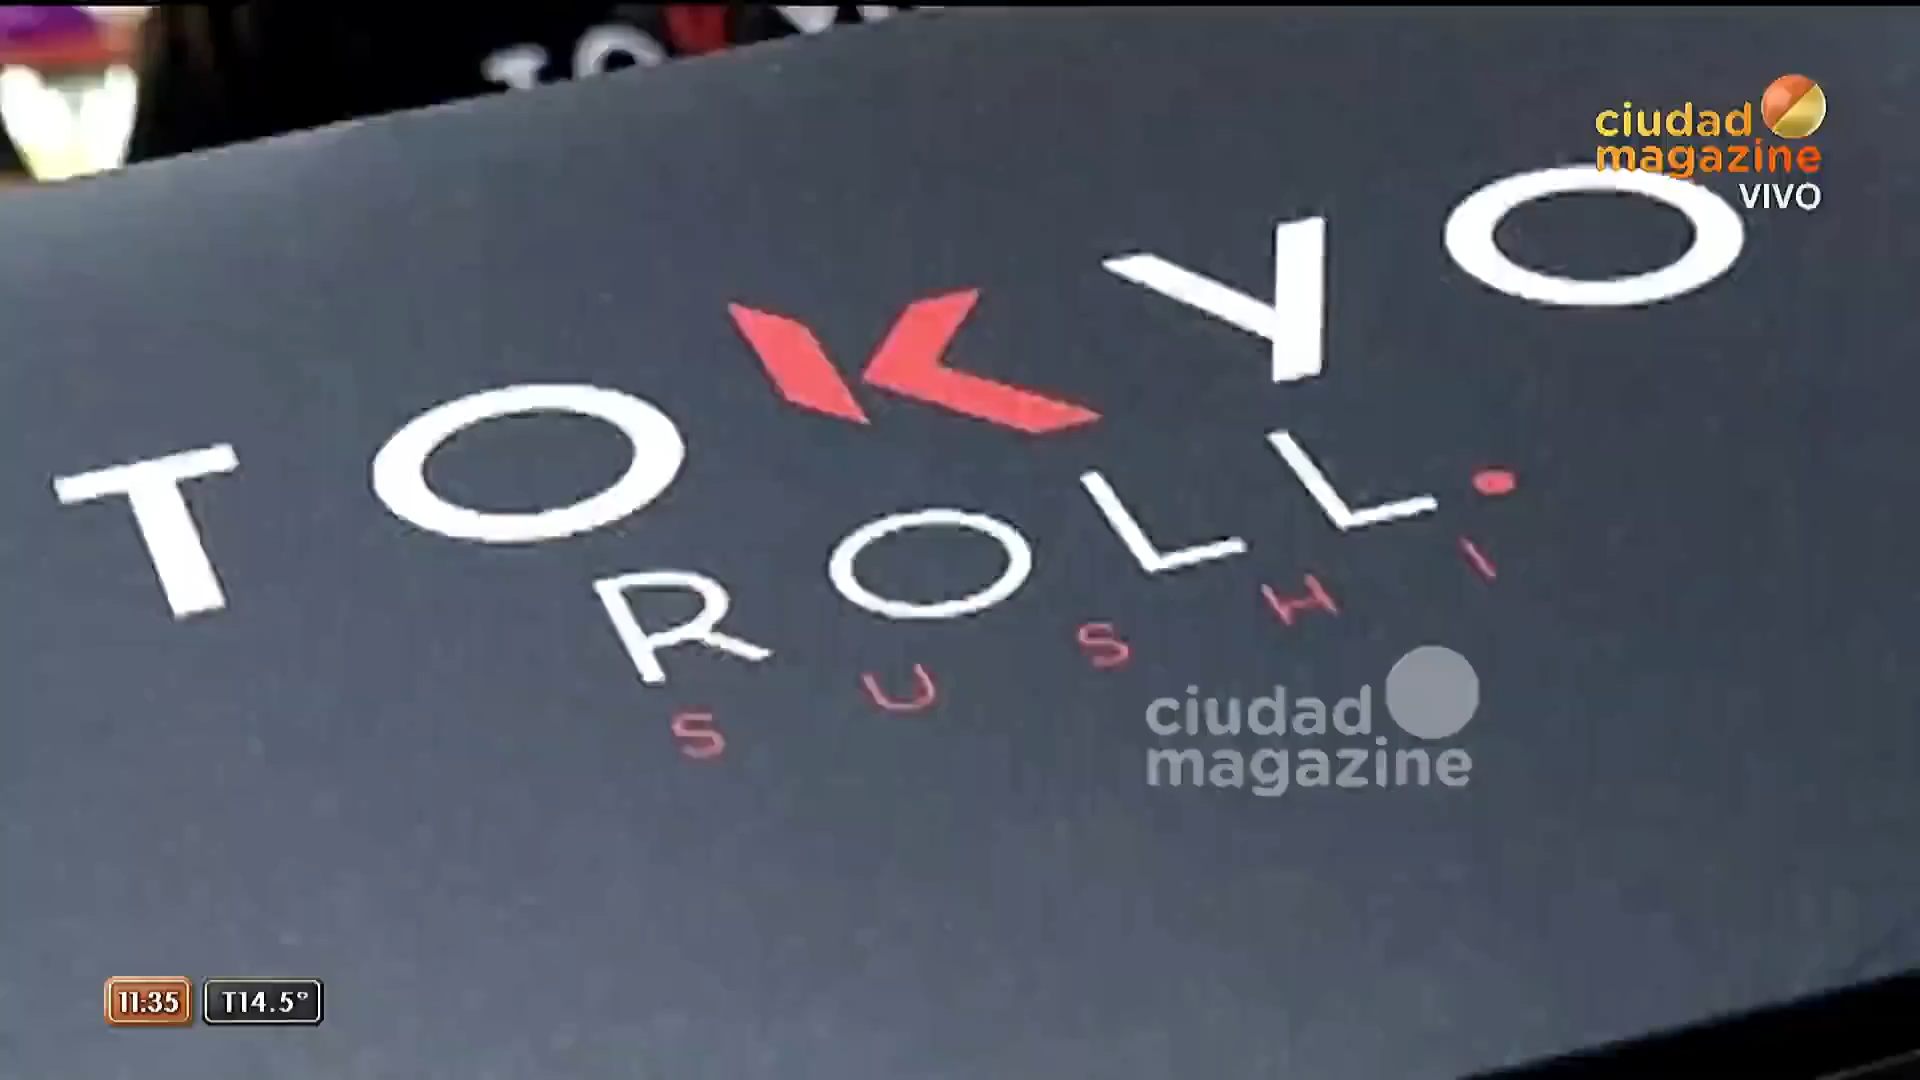 ciudad
magazine
VIVO
TOKYO
ROLL.
SUSHI
ciudad
magazine
11:35
T14.5°